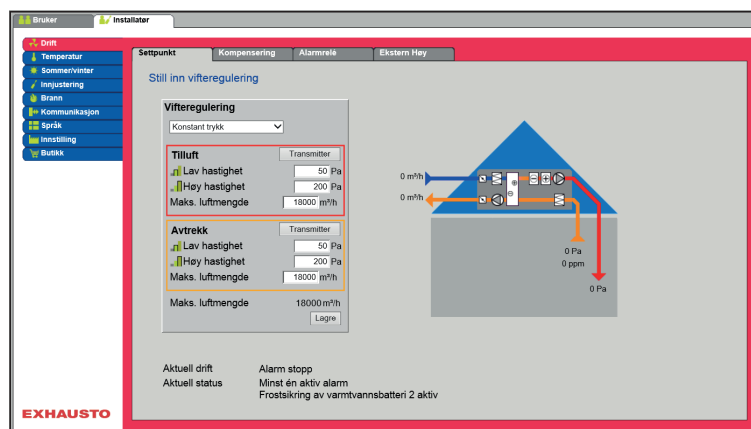 Bruker
Installatør
Drift
Temperatur
Sommer/vinter
Innjustering
Brann
Kommunikasjon
Språk
Innstilling
Butikk
Settpunkt
Kompensering
Alarmrele
Ekstern Høy
Still inn vifteregulering
Vifteregulering
Konstant trykk
Tilluft Transmitter
Lav hastighet 50 Pa
Høy hastighet 200 Pa
Maks. luftmengde 18000 m³/h
Avtrekk Transmitter
Lav hastighet 50 Pa
Høy hastighet 200 Pa
Maks. luftmengde 18000 m³/h
Maks. luftmengde 18000 m³/h
Lagre
0 m³/h
0 m³/h
0 Pa
0 ppm
0 Pa
Aktuell drift Alarm stopp
Aktuell status Minst én aktiv alarm
Frostsikring av varmtvannsbatteri 2 aktiv
EXHAUSTO